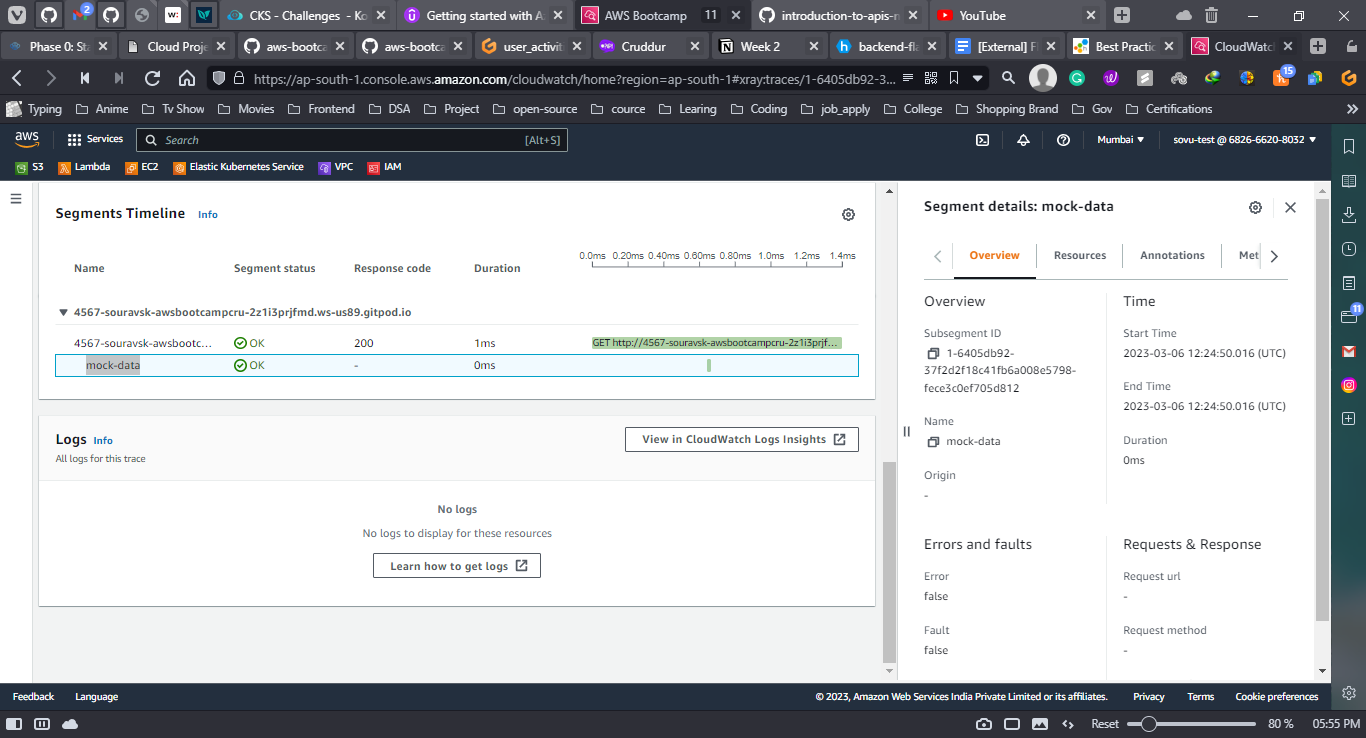 2
w:
CKS - Challenges - Ko
Getting started with A
AWS Bootcamp 11
introduction-to-apis-n
YouTube
Phase 0: Sta
Cloud Proje
aws-bootca
aws-bootca
user_activit
Cruddur
Week 2
backend-fla
[External] F
Best Practic
CloudWatc
https://ap-south-1.console.aws.amazon.com/cloudwatch/home?region=ap-south-1#xray:traces/1-6405db92-3...
15
Typing
Anime
Tv Show
Movies
Frontend
DSA
Project
open-source
cource
Learing
Coding
job_apply
College
Shopping Brand
Gov
Certifications
aws
Services
Search
[Alt+S]
Mumbai
sovu-test @ 6826-6620-8032
S3
Lambda
EC2
Elastic Kubernetes Service
VPC
IAM
Segments Timeline Info
Name
Segment status
Response code
Duration
0.0ms 0.20ms 0.40ms 0.60ms 0.80ms 1.0ms 1.2ms 1.4ms
4567-souravsk-awsbootcampcru-2z1i3prjfmd.ws-us89.gitpod.io
4567-souravsk-awsbootc...
OK
200
1ms
GET http://4567-souravsk-awsbootcampcru-2z1i3prjf...
mock-data
OK
-
0ms
Logs Info
All logs for this trace
View in CloudWatch Logs Insights
No logs
No logs to display for these resources
Learn how to get logs
Segment details: mock-data
Overview
Resources
Annotations
Met
Overview
Subsegment ID
1-6405db92-
37f2d2f18c41fb6a008e5798-
fece3c0ef705d812
Name
mock-data
Origin
-
Time
Start Time
2023-03-06 12:24:50.016 (UTC)
End Time
2023-03-06 12:24:50.016 (UTC)
Duration
0ms
Errors and faults
Error
false
Fault
false
Requests & Response
Request url
-
Request method
-
11
Feedback
Language
© 2023, Amazon Web Services India Private Limited or its affiliates.
Privacy
Terms
Cookie preferences
Reset
80 %
05:55 PM